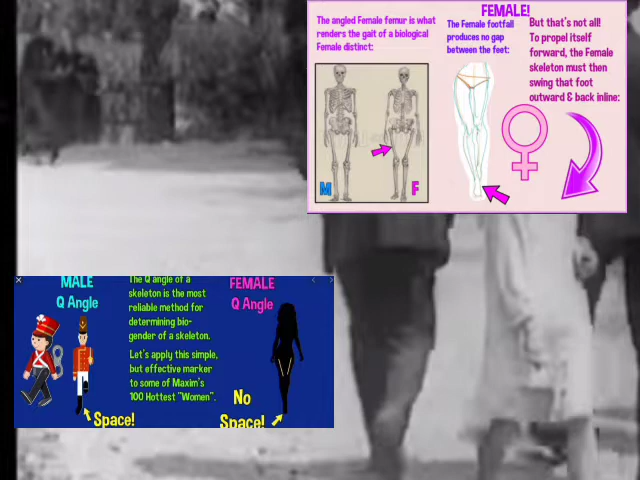 FEMALE!
The angled Female femur is what
renders the gait of a biological
Female distinct:
The Female footfall
produces no gap
between the feet:
But that's not all!
To propel itself
forward, the Female
skeleton must then
swing that foot
outward & back inline:
M
F
MALE
Q Angle
The Q angle of a
skeleton is the most
reliable method for
determining bio-
gender of a skeleton.
Let's apply this simple,
but effective marker
to some of Maxim's
100 Hottest "Women".
FEMALE
Q Angle
Space!
No
Space!